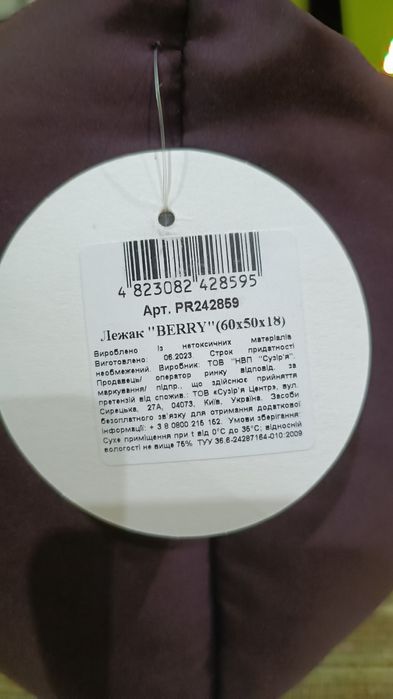 4 823082 428595
Арт. PR242859
Лежак "BERRY"(60x50x18)
Вироблено із нетоксичних матеріалів
Виготовлено: 06.2023. Строк придатності
необмежений. Виробник: ТОВ "НВП "Сузір'я"
Продавець/ оператор ринку відповід. за
маркування/ підпр., що здійснює прийняття
претензій від спожив.: ТОВ «Сузір'я Центр», вул.
Сирецька, 27А, 04073, Київ, Україна. Засоби
безплатного зв'язку для отримання додаткової
інформації: + 3 8 0800 215 152. Умови зберігання:
Сухе приміщення при t від 0°С до 35°С; відносній
вологості не вище 75% ТУУ 36.6-24287164-010:2009